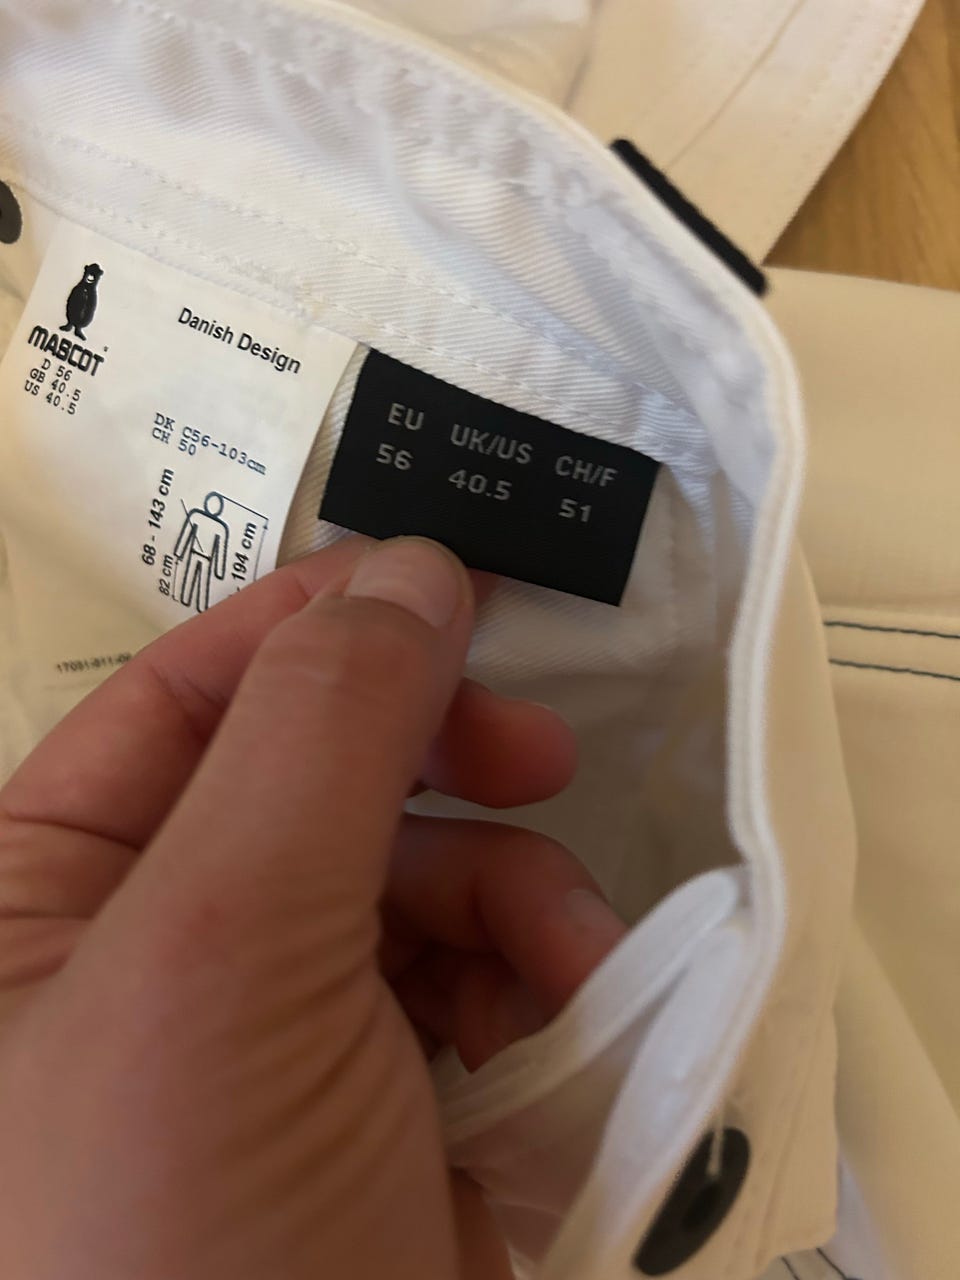 MASCOT
D 56
GB 40.5
US 40.5
Danish Design
DK C56-103cm
CH 50
68 - 143 cm
82 cm
194 cm
EU UK/US CH/F
56 40.5 51